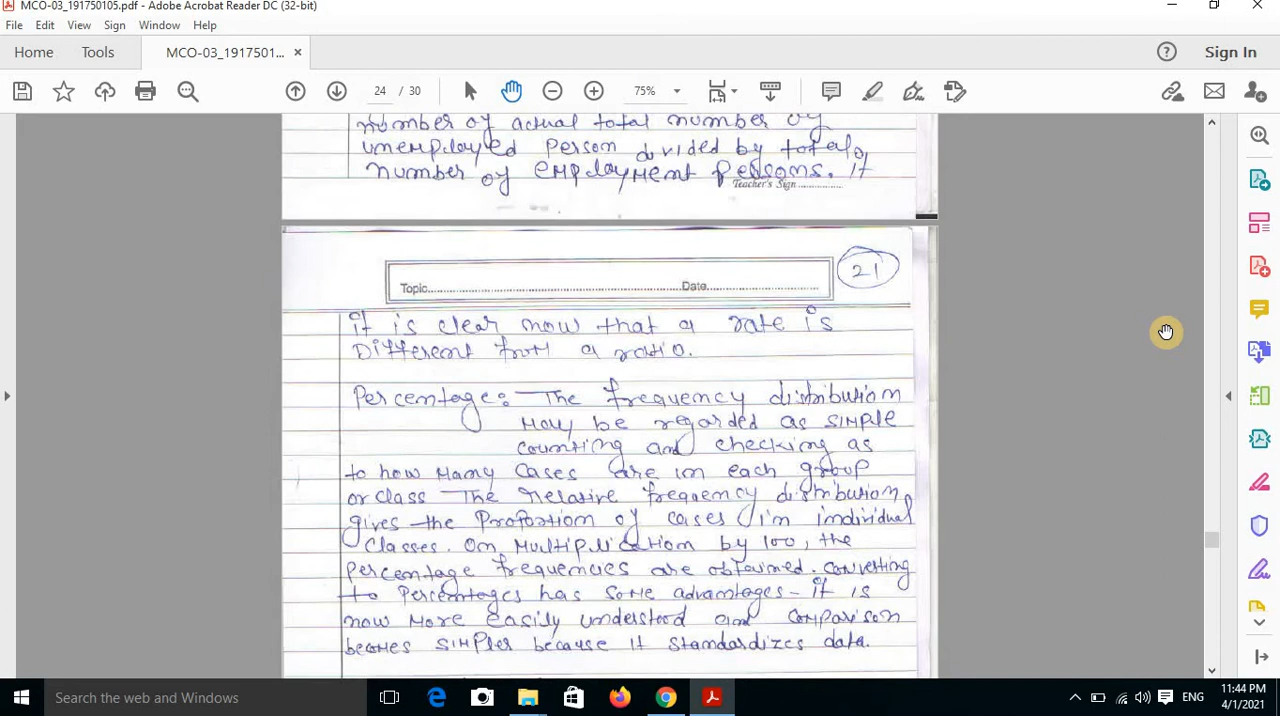 MCO-03_191750105.pdf - Adobe Acrobat Reader DC (32-bit)
File Edit View Sign Window Help
Home Tools MCO-03_1917501... × Sign In
24 / 30 75%
number of actual total number of
unemployed person divided by total
number of employment persons. It
Teacher's Sign ................
21
Topic.............................Date.............................
it is clear now that a rate is
Different from a ratio.
Percentage:- The frequency distribution
may be regarded as simple
counting and checking as
to how many cases are in each group
or class The relative frequency distribution
gives the proportion of cases in individual
classes. On multiplication by 100, the
percentage frequencies are obtained. converting
to percentages has some advantages - it is
now more easily understood and comparison
becomes simpler because it standardizes data.
Search the web and Windows
ENG
11:44 PM
4/1/2021